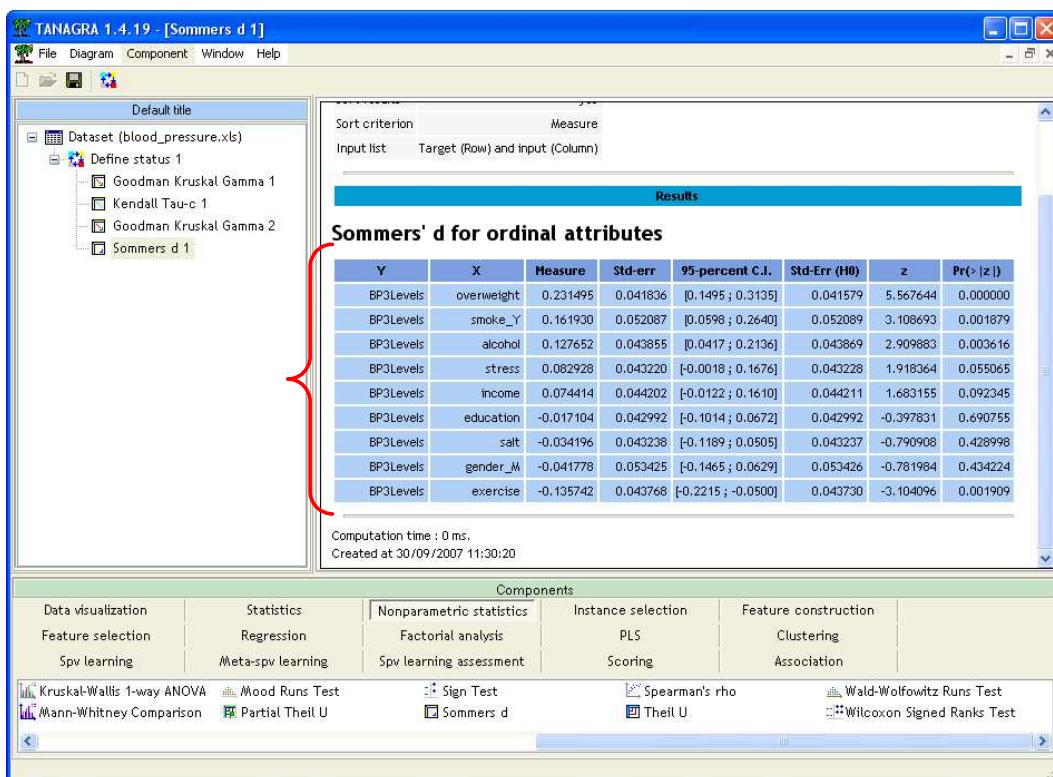 TANAGRA 1.4.19 - [Sommers d 1]
File Diagram Component Window Help
Default title
Dataset (blood_pressure.xls)
Define status 1
Goodman Kruskal Gamma 1
Kendall Tau-c 1
Goodman Kruskal Gamma 2
Sommers d 1
Sort criterion Measure
Input list Target (Row) and input (Column)
Results
Sommers' d for ordinal attributes
Y X Measure Std-err 95-percent C.I. Std-Err (H0) z Pr(>|z|)
BP3Levels overweight 0.231495 0.041836 [0.1495 ; 0.3135] 0.041579 5.567644 0.000000
BP3Levels smoke_Y 0.161930 0.052087 [0.0598 ; 0.2640] 0.052089 3.108693 0.001879
BP3Levels alcohol 0.127652 0.043855 [0.0417 ; 0.2136] 0.043869 2.909883 0.003616
BP3Levels stress 0.082928 0.043220 [-0.0018 ; 0.1676] 0.043228 1.918364 0.055065
BP3Levels income 0.074414 0.044202 [-0.0122 ; 0.1610] 0.044211 1.683155 0.092345
BP3Levels education -0.017104 0.042992 [-0.1014 ; 0.0672] 0.042992 -0.397831 0.690755
BP3Levels salt -0.034196 0.043238 [-0.1189 ; 0.0505] 0.043237 -0.790908 0.428998
BP3Levels gender_M -0.041778 0.053425 [-0.1465 ; 0.0629] 0.053426 -0.781984 0.434224
BP3Levels exercise -0.135742 0.043768 [-0.2215 ; -0.0500] 0.043730 -3.104096 0.001909
Computation time : 0 ms.
Created at 30/09/2007 11:30:20
Components
Data visualization Statistics Nonparametric statistics Instance selection Feature construction
Feature selection Regression Factorial analysis PLS Clustering
Spv learning Meta-spv learning Spv learning assessment Scoring Association
Kruskal-Wallis 1-way ANOVA Mood Runs Test Sign Test Spearman's rho Wald-Wolfowitz Runs Test
Mann-Whitney Comparison Partial Theil U Sommers d Theil U Wilcoxon Signed Ranks Test